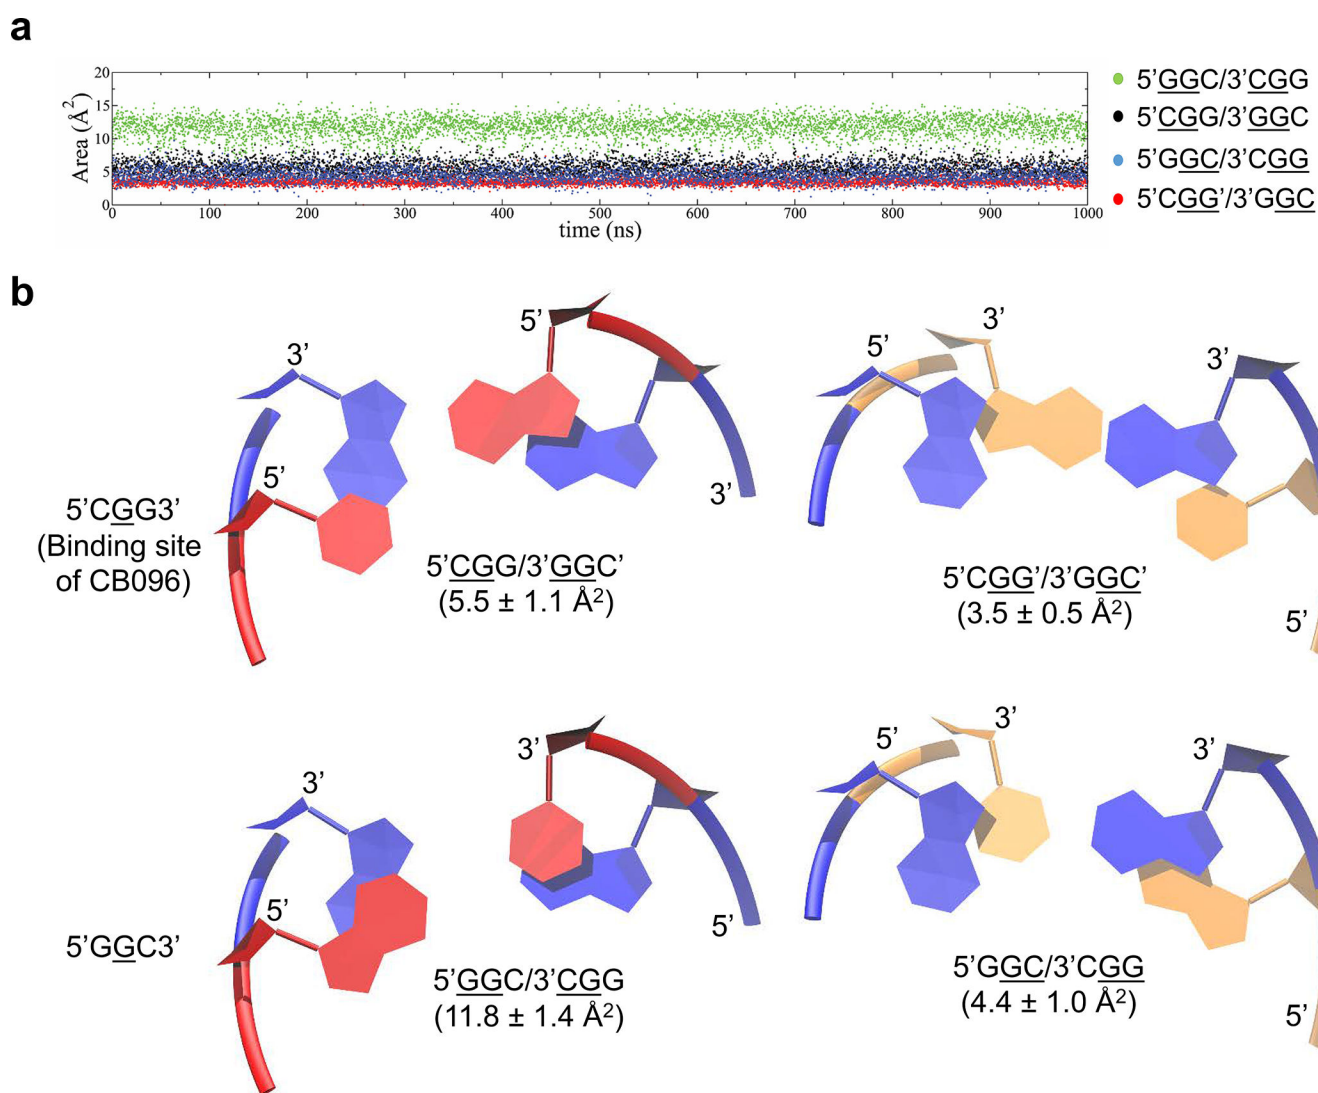 a
20
15
10
5
0
Area (Å²)
0 100 200 300 400 500 600 700 800 900 1000
time (ns)
5'GGC/3'CGG
5'CGG/3'GGC
5'GGC/3'CGG
5'CGG'/3'GGC
b
3'
5'
5'
3'
5'
3'
3'
5'
5'CGG3'
(Binding site
of CB096)
5'CGG/3'GGC'
(5.5 ± 1.1 Å²)
5'CGG'/3'GGC'
(3.5 ± 0.5 Å²)
3'
5'
3'
5'
5'
3'
3'
5'
5'GGC3'
5'GGC/3'CGG
(11.8 ± 1.4 Å²)
5'GGC/3'CGG
(4.4 ± 1.0 Å²)